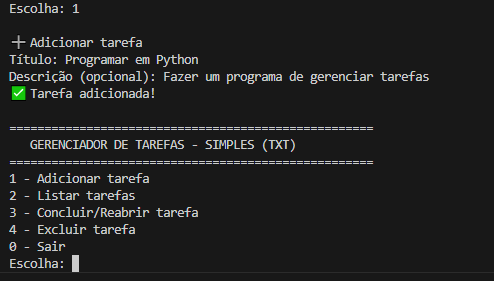 Escolha: 1
➕ Adicionar tarefa
Título: Programar em Python
Descrição (opcional): Fazer um programa de gerenciar tarefas
✅ Tarefa adicionada!
====================================================
GERENCIADOR DE TAREFAS - SIMPLES (TXT)
====================================================
1 - Adicionar tarefa
2 - Listar tarefas
3 - Concluir/Reabrir tarefa
4 - Excluir tarefa
0 - Sair
Escolha: